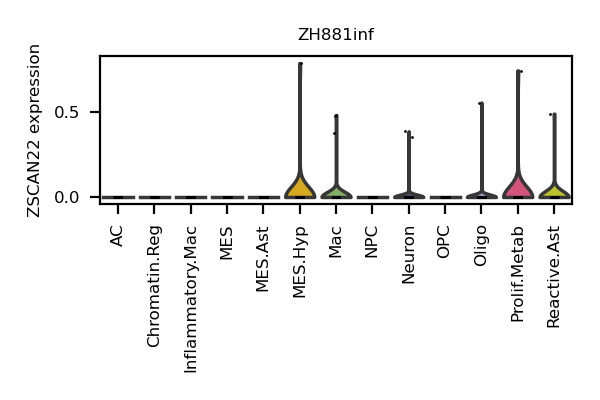 ZH881inf
ZSCAN22 expression
0.5
0.0
AC
Chromatin.Reg
Inflammatory.Mac
MES
MES.Ast
MES.Hyp
Mac
NPC
Neuron
OPC
Oligo
Prolif.Metab
Reactive.Ast